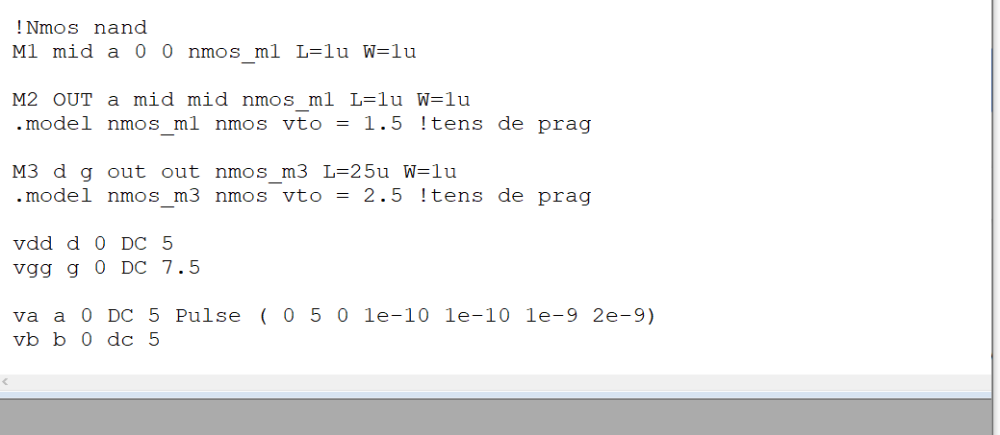 !Nmos nand
M1 mid a 0 0 nmos_m1 L=1u W=1u
M2 OUT a mid mid nmos_m1 L=1u W=1u
.model nmos_m1 nmos vto = 1.5 !tens de prag
M3 d g out out nmos_m3 L=25u W=1u
.model nmos_m3 nmos vto = 2.5 !tens de prag
vdd d 0 DC 5
vgg g 0 DC 7.5
va a 0 DC 5 Pulse ( 0 5 0 1e-10 1e-10 1e-9 2e-9)
vb b 0 dc 5